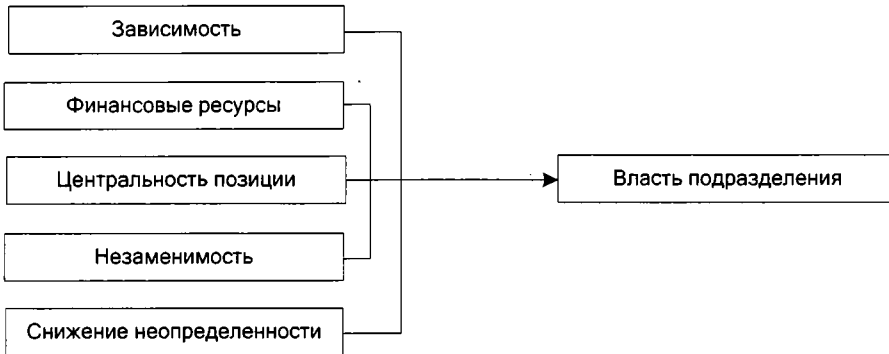 Зависимость
Финансовые ресурсы
Центральность позиции
Власть подразделения
Незаменимость
Снижение неопределенности